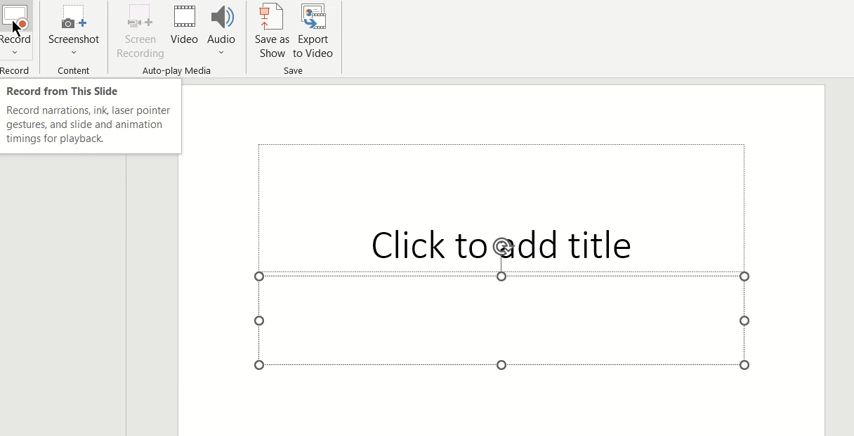 Record
Screenshot
Screen
Recording
Video
Audio
Save as
Show
Export
to Video
Record
Content
Auto-play Media
Save
Record from This Slide
Record narrations, ink, laser pointer
gestures, and slide and animation
timings for playback.
Click to add title